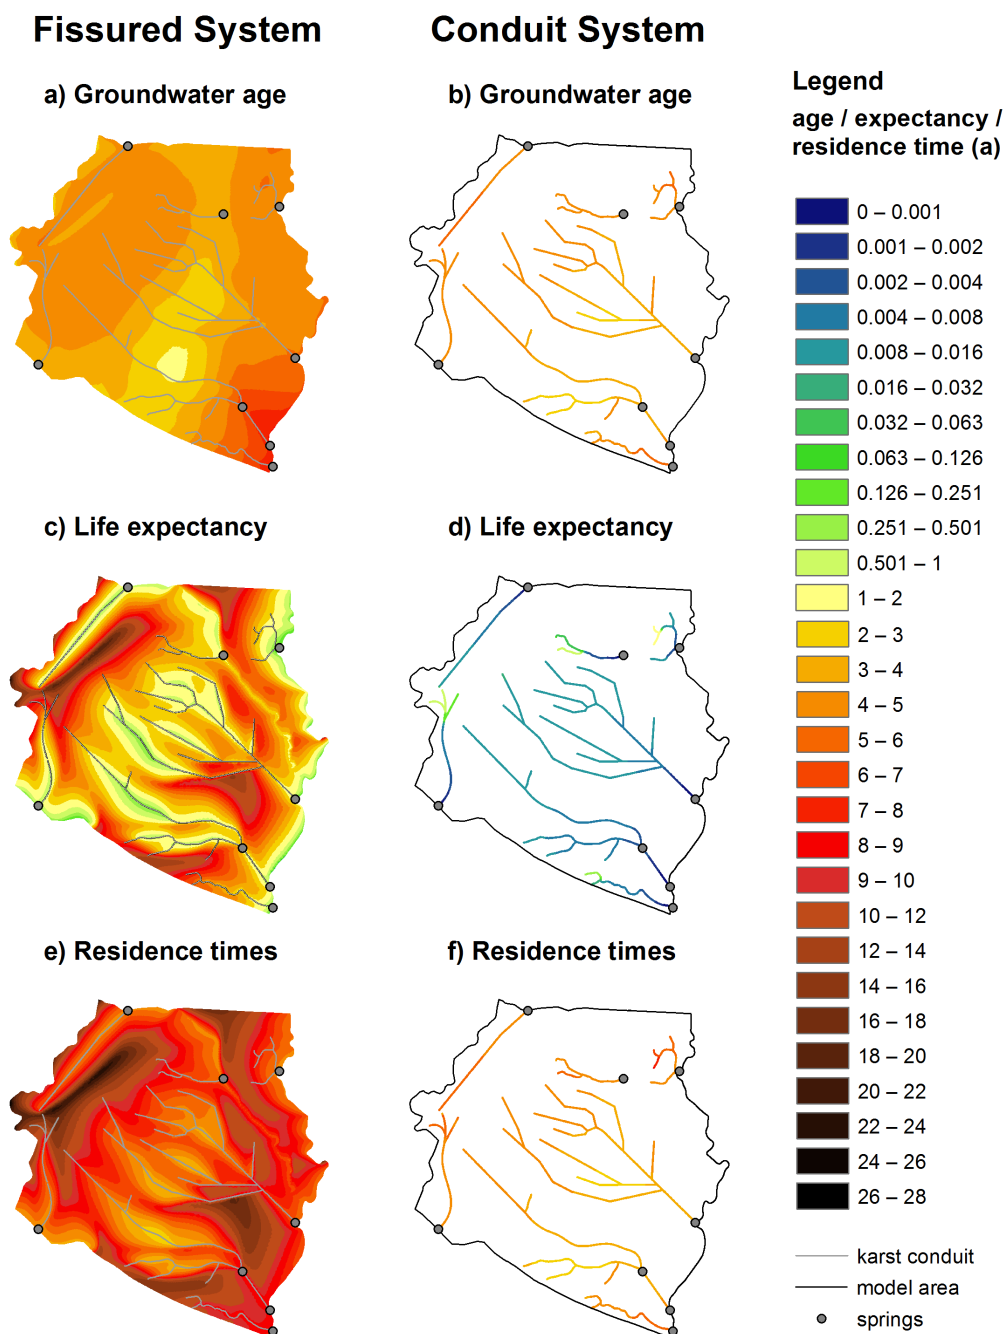 Fissured System
Conduit System
a) Groundwater age
b) Groundwater age
c) Life expectancy
d) Life expectancy
e) Residence times
f) Residence times
Legend
age / expectancy /
residence time (a)
0 – 0.001
0.001 – 0.002
0.002 – 0.004
0.004 – 0.008
0.008 – 0.016
0.016 – 0.032
0.032 – 0.063
0.063 – 0.126
0.126 – 0.251
0.251 – 0.501
0.501 – 1
1 – 2
2 – 3
3 – 4
4 – 5
5 – 6
6 – 7
7 – 8
8 – 9
9 – 10
10 – 12
12 – 14
14 – 16
16 – 18
18 – 20
20 – 22
22 – 24
24 – 26
26 – 28
karst conduit
model area
springs